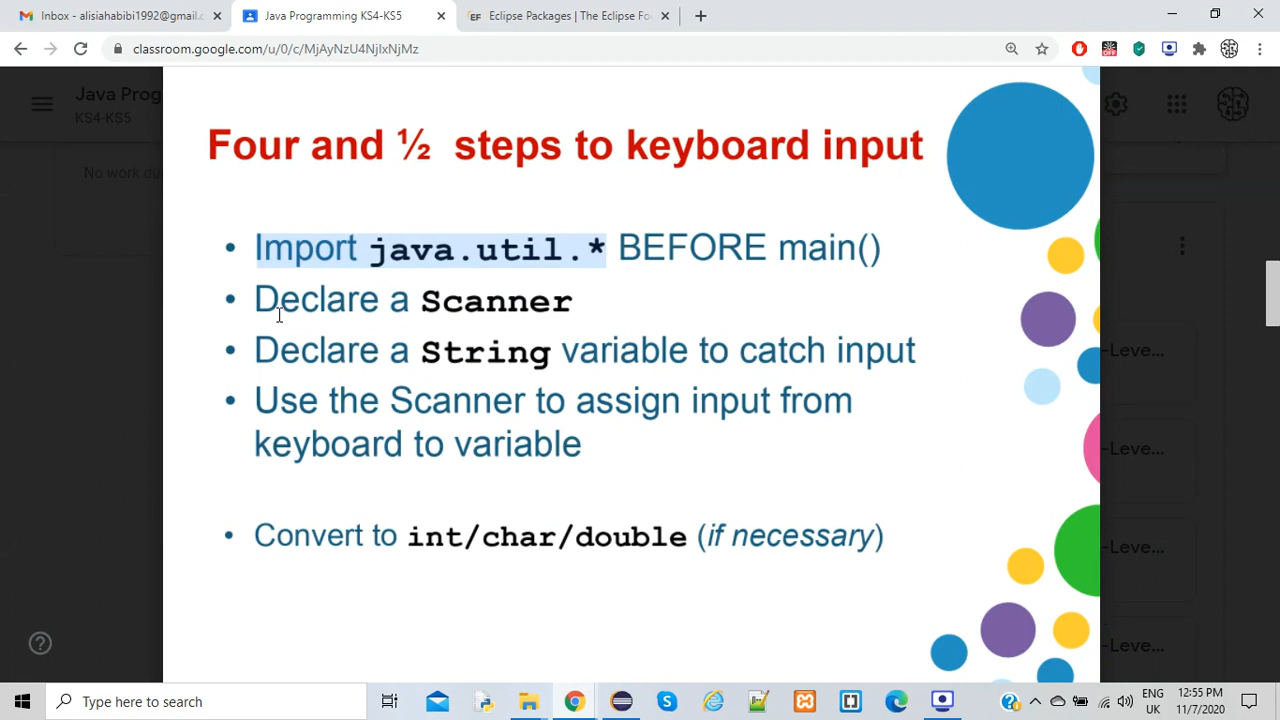 Inbox - alisiahabibi1992@gmail.c
Java Programming KS4-KS5
Eclipse Packages | The Eclipse Fo
classroom.google.com/u/0/c/MjAyNzU4NjIxNjMz
Java Prog
KS4-KS5
No work du
Four and ½ steps to keyboard input
• Import java.util.* BEFORE main()
• Declare a Scanner
• Declare a String variable to catch input
• Use the Scanner to assign input from
keyboard to variable
• Convert to int/char/double (if necessary)
-Leve...
-Leve...
-Leve...
-Leve...
Type here to search
ENG
UK
12:55 PM
11/7/2020